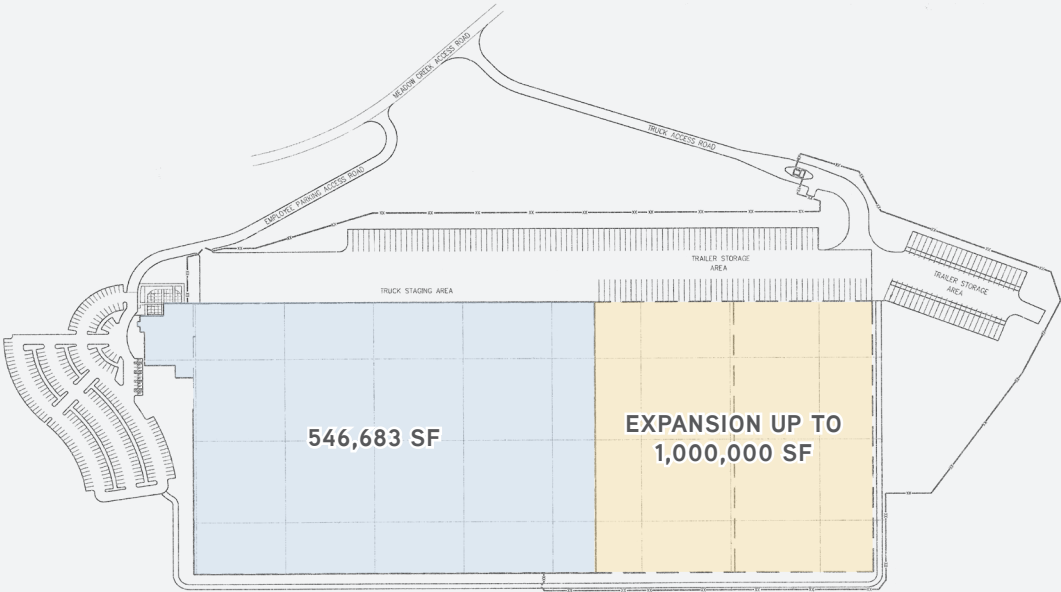 MEADOW CREEK ACCESS ROAD
TRUCK ACCESS ROAD
EMPLOYEE PARKING ACCESS ROAD
TRAILER STORAGE
AREA
TRAILER STORAGE
AREA
TRUCK STAGING AREA
546,683 SF
EXPANSION UP TO
1,000,000 SF